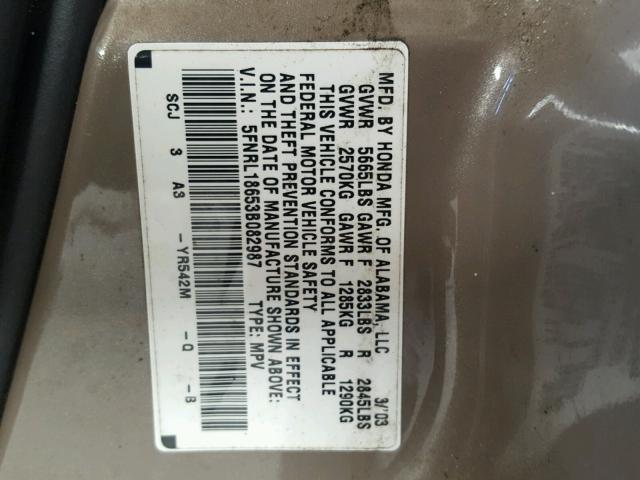 MFD. BY HONDA MFG. OF ALABAMA, LLC 3/'03
GVWR 5665LBS GAWR F 2833LBS R 2845LBS
GVWR 2570KG GAWR F 1285KG R 1290KG
THIS VEHICLE CONFORMS TO ALL APPLICABLE
FEDERAL MOTOR VEHICLE SAFETY
AND THEFT PREVENTION STANDARDS IN EFFECT
ON THE DATE OF MANUFACTURE SHOWN ABOVE:
V.I.N.: 5FNRL18653B082987 TYPE: MPV
SCJ 3 A3 -YR542M -Q -B